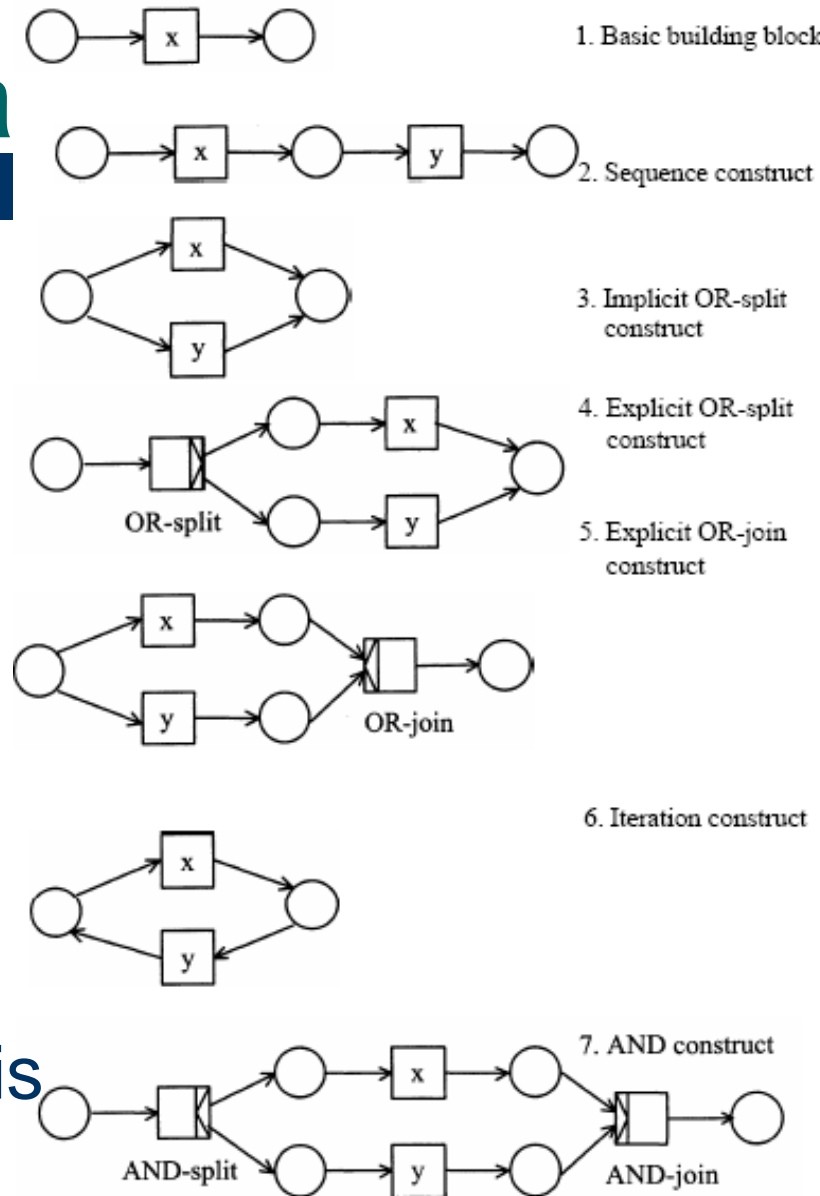 x
1. Basic building block
a
x
y
2. Sequence construct
x
y
3. Implicit OR-split
construct
4. Explicit OR-split
construct
x
y
OR-split
5. Explicit OR-join
construct
x
y
OR-join
6. Iteration construct
x
y
is
7. AND construct
x
y
AND-split
AND-join